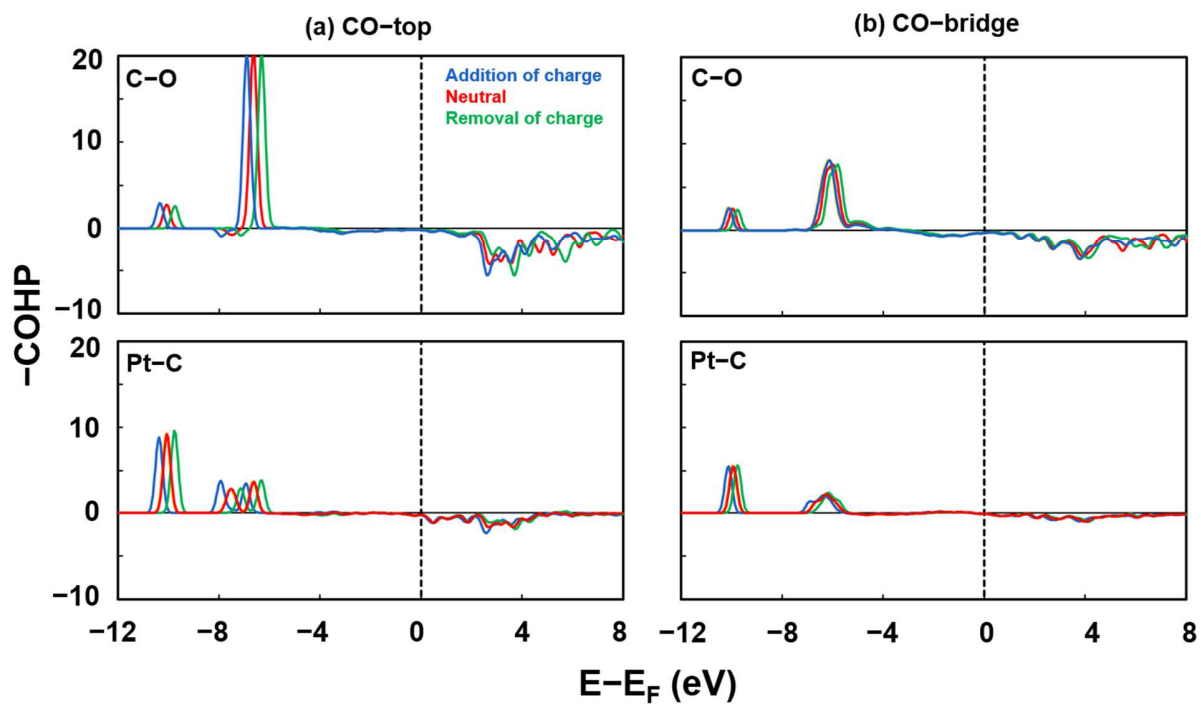 (a) CO−top
(b) CO−bridge
C−O
Addition of charge
Neutral
Removal of charge
C−O
20
10
0
−10
Pt−C
Pt−C
20
10
0
−10
−COHP
−12 −8 −4 0 4 8
−12 −8 −4 0 4 8
E−EF (eV)